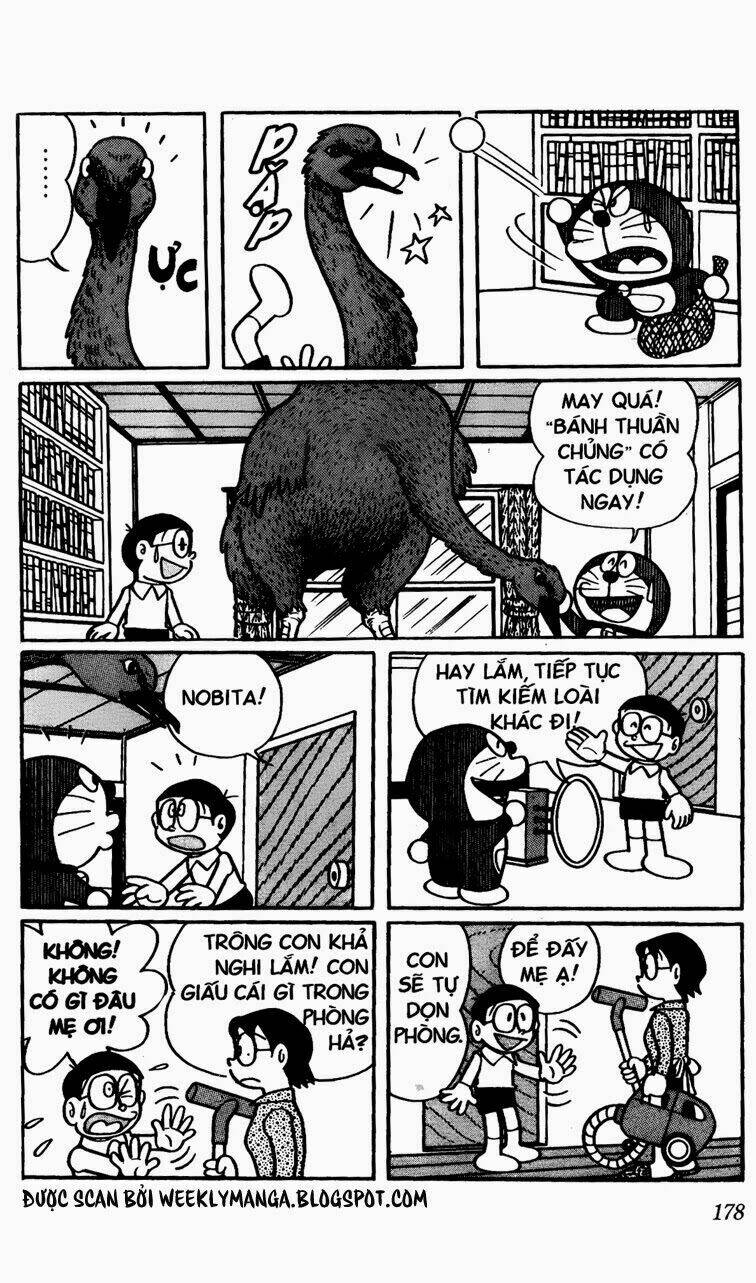 PẶP
......
ỰC
MAY QUÁ!
“BÁNH THUẦN
CHỦNG” CÓ
TÁC DỤNG
NGAY!
HAY LẮM, TIẾP TỤC
TÌM KIẾM LOÀI
KHÁC ĐI!
NOBITA!
ĐỂ ĐẤY
MẸ Ạ!
CON
SẼ TỰ
DỌN
PHÒNG.
TRÔNG CON KHẢ
NGHI LẮM! CON
GIẤU CÁI GÌ TRONG
PHÒNG
HẢ?
KHÔNG!
KHÔNG
CÓ GÌ ĐÂU
MẸ ƠI!
ĐƯỢC SCAN BỞI WEEKLYMANGA.BLOGSPOT.COM
178